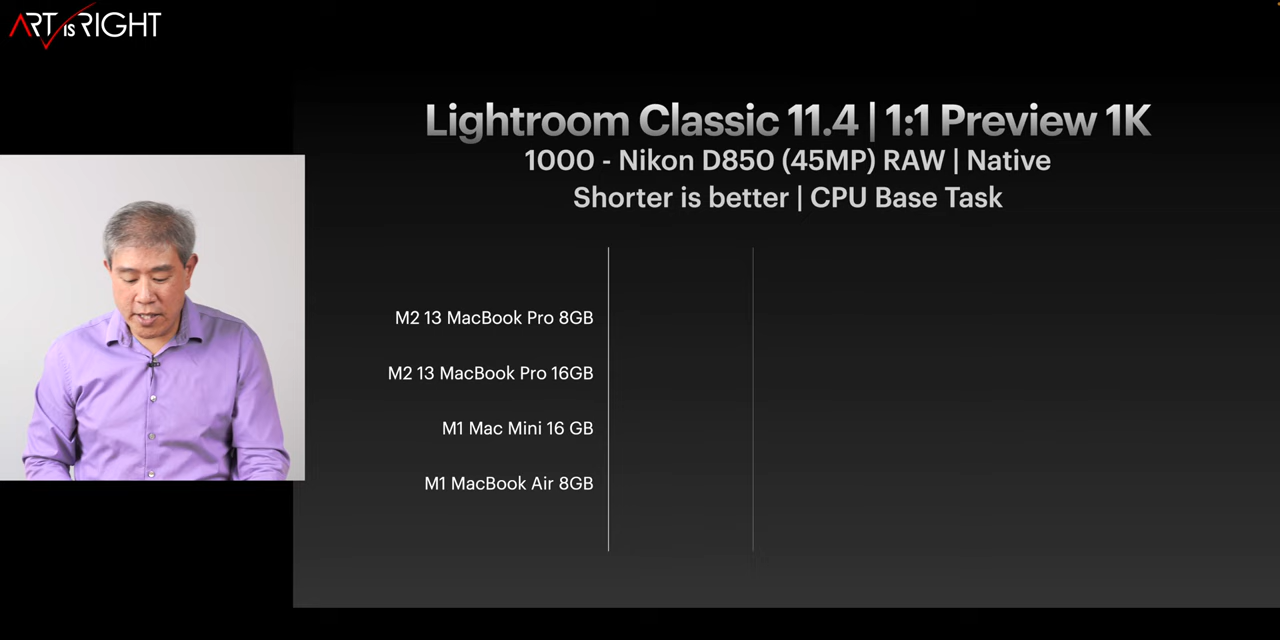 ART IS RIGHT
Lightroom Classic 11.4 | 1:1 Preview 1K
1000 - Nikon D850 (45MP) RAW | Native
Shorter is better | CPU Base Task
M2 13 MacBook Pro 8GB
M2 13 MacBook Pro 16GB
M1 Mac Mini 16 GB
M1 MacBook Air 8GB